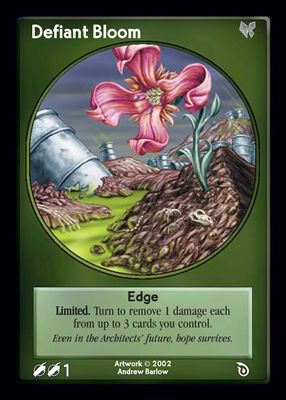 Defiant Bloom
Edge
Limited. Turn to remove 1 damage each
from up to 3 cards you control.
Even in the Architects' future, hope survives.
Artwork © 2002
Andrew Barlow
1